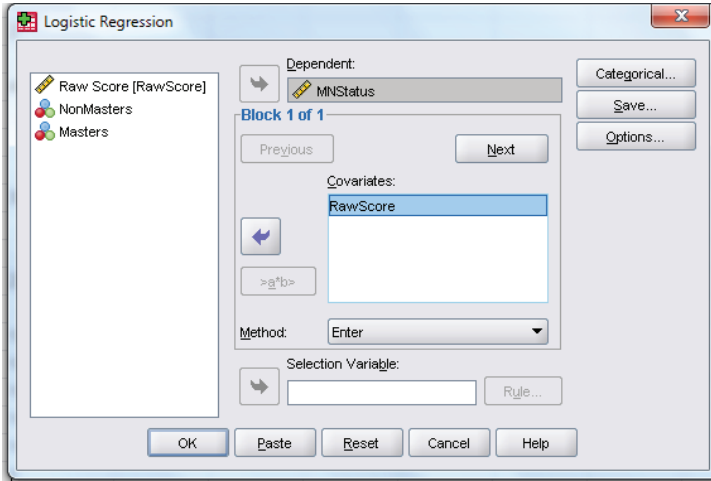 Logistic Regression
Raw Score [RawScore]
NonMasters
Masters
Dependent:
MNStatus
Block 1 of 1
Previous
Next
Covariates:
RawScore
>a*b>
Method:
Enter
Selection Variable:
Rule...
Categorical...
Save...
Options...
OK
Paste
Reset
Cancel
Help